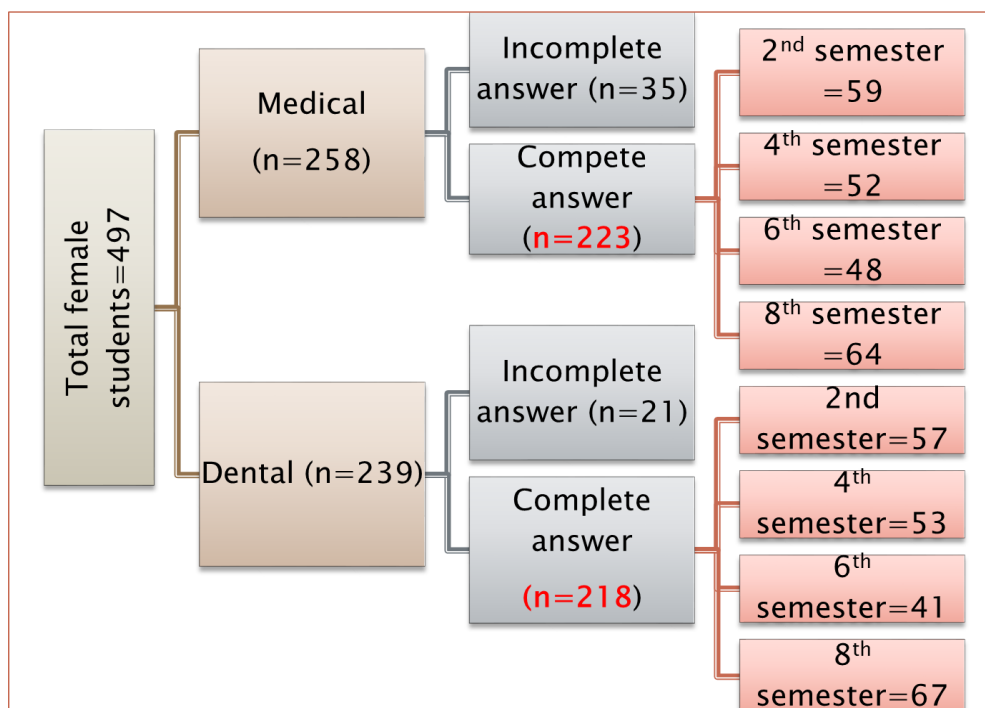 Total female
students=497
Medical
(n=258)
Incomplete
answer (n=35)
Compete
answer
(n=223)
2nd semester
=59
4th semester
=52
6th semester
=48
8th semester
=64
Dental (n=239)
Incomplete
answer (n=21)
Complete
answer
(n=218)
2nd
semester=57
4th
semester=53
6th
semester=41
8th
semester=67